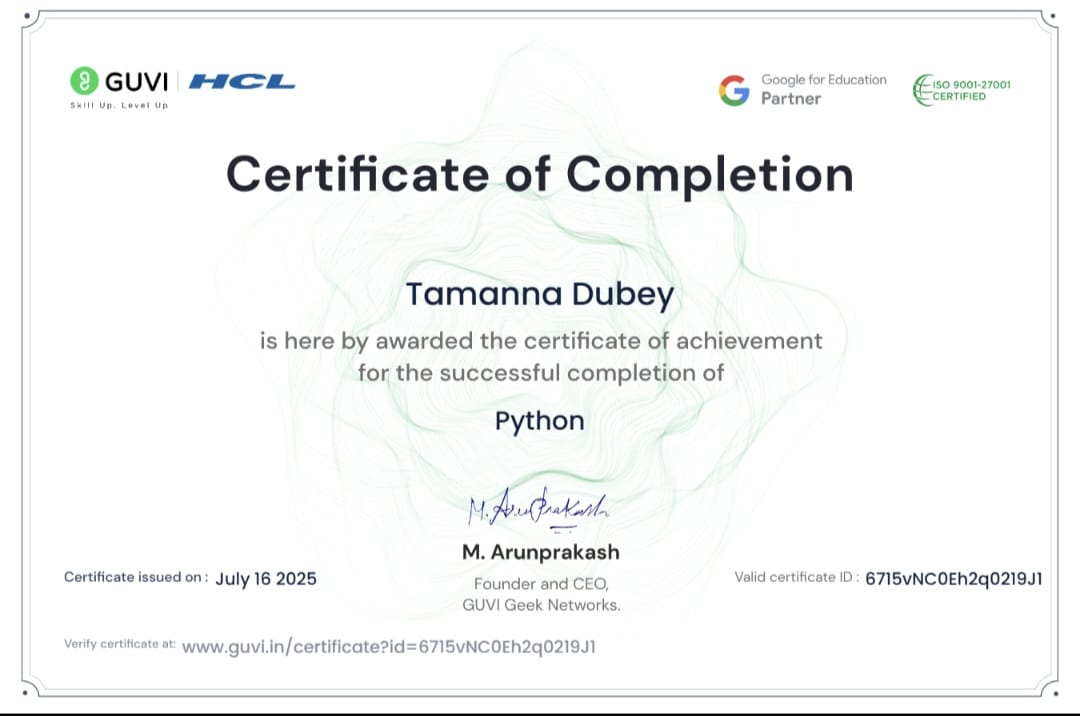 GUVI HCL
Skill Up. Level Up
Google for Education
Partner
ISO 9001-27001
CERTIFIED
Certificate of Completion
Tamanna Dubey
is here by awarded the certificate of achievement
for the successful completion of
Python
M. ArunPrakash
M. Arunprakash
Founder and CEO,
GUVI Geek Networks.
Certificate issued on : July 16 2025
Valid certificate ID : 6715vNC0Eh2q0219J1
Verify certificate at: www.guvi.in/certificate?id=6715vNC0Eh2q0219J1